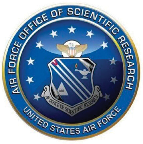 AIR FORCE OFFICE OF SCIENTIFIC RESEARCH
UNITED STATES AIR FORCE